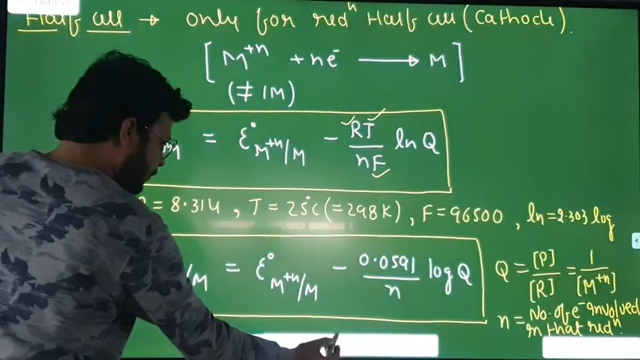 Half cell → only for redⁿ Half cell (Cathode).
[M⁺ⁿ + ne⁻ ⟶ M]
(≠ 1M)
M = ε°M⁺ⁿ/M − RT/nF ln Q
= 8.314, T = 25°C (= 298K), F = 96500, ln = 2.303 log
/M = ε°M⁺ⁿ/M − 0.0591/n log Q
Q = [P]/[R] = 1/[M⁺ⁿ]
n = No. of e⁻ involved
in that redⁿ